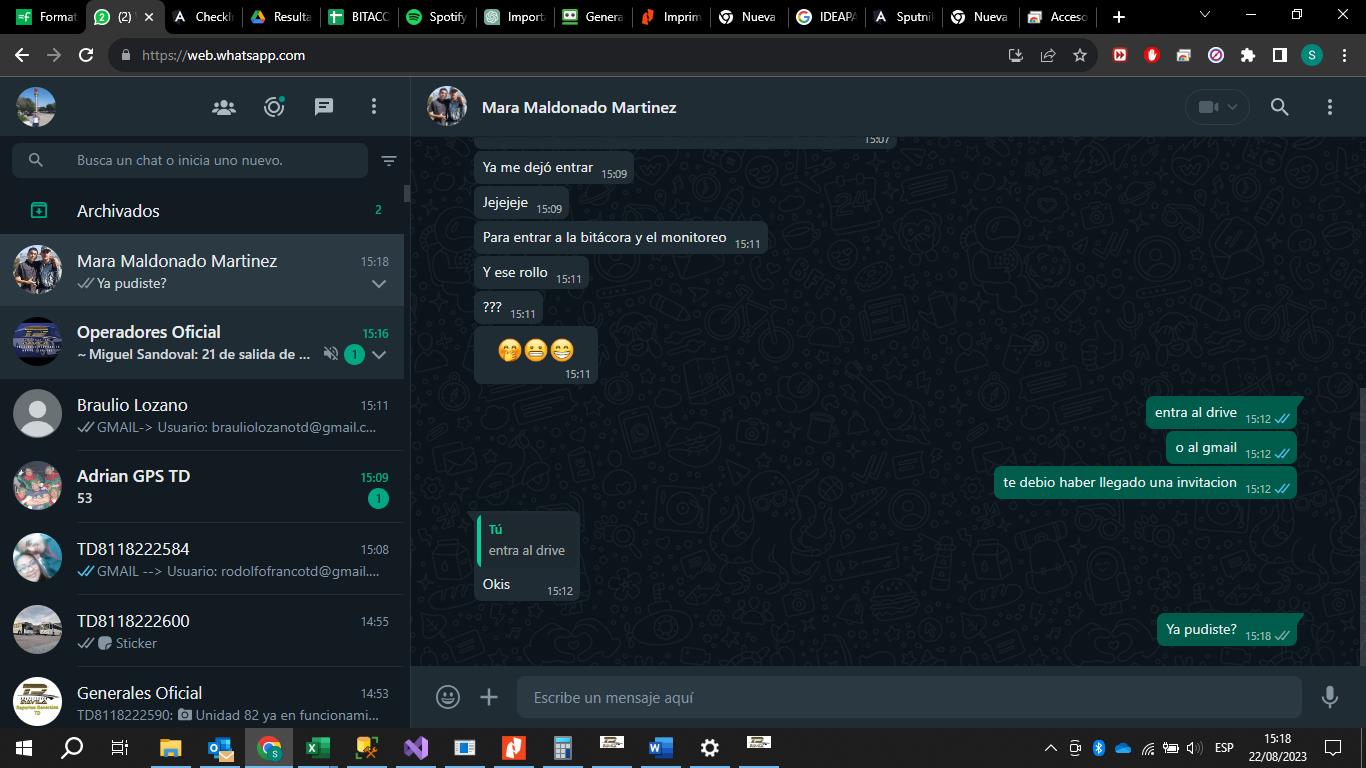 Format
(2)
CheckIn
Resulta
BITACO
Spotify
Importa
Genera
Imprim
Nueva
IDEAPA
Sputnil
Nueva
Acceso
https://web.whatsapp.com
S
Mara Maldonado Martinez
Busca un chat o inicia uno nuevo.
Archivados
2
Mara Maldonado Martinez
15:18
Ya pudiste?
Operadores Oficial
15:16
~ Miguel Sandoval: 21 de salida de ...
1
Braulio Lozano
15:11
GMAIL-> Usuario: brauliolozanotd@gmail.c...
Adrian GPS TD
15:09
53
1
TD8118222584
15:08
GMAIL --> Usuario: rodolfofrancotd@gmail....
TD8118222600
14:55
Sticker
Generales Oficial
14:53
TD8118222590: Unidad 82 ya en funcionami...
15:07
Ya me dejó entrar 15:09
Jejejeje 15:09
Para entrar a la bitácora y el monitoreo 15:11
Y ese rollo 15:11
??? 15:11
15:11
entra al drive 15:12
o al gmail 15:12
te debio haber llegado una invitacion 15:12
Tú
entra al drive
Okis 15:12
Ya pudiste? 15:18
Escribe un mensaje aquí
ESP
15:18
22/08/2023